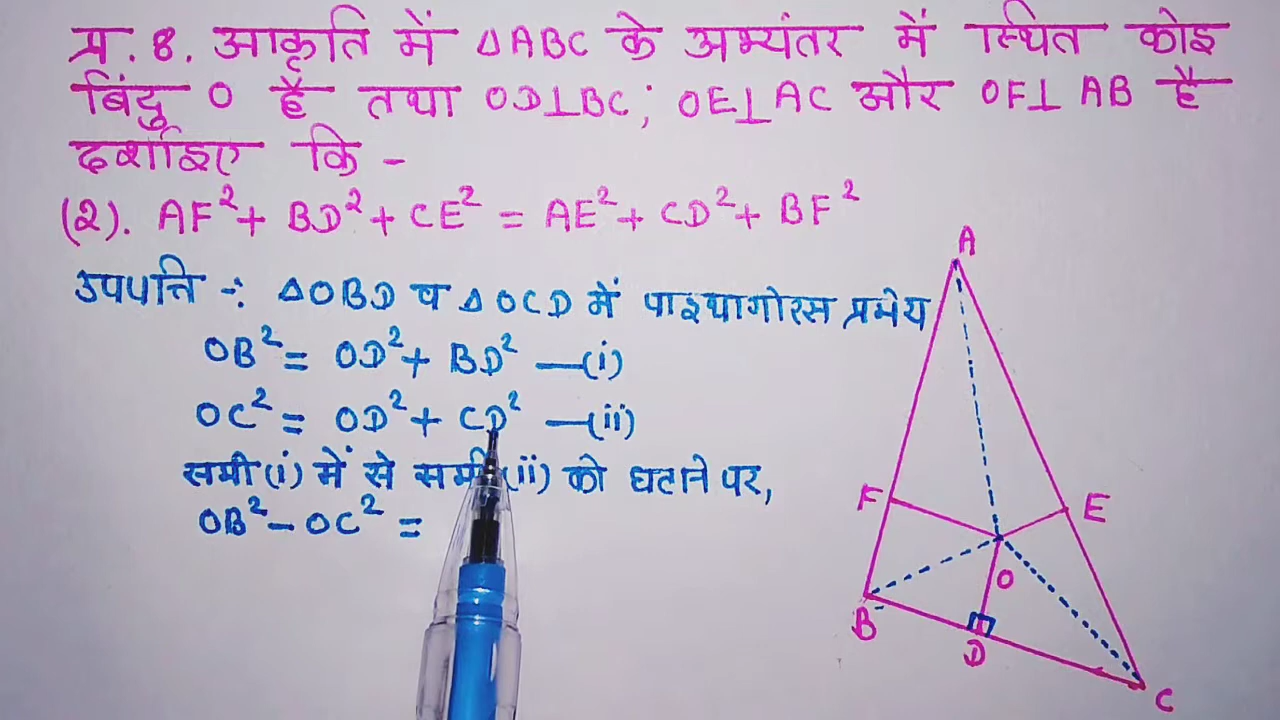 प्र.8. आकृति में △ABC के अभ्यंतर में स्थित कोइ
बिंदु O है तथा OD⊥BC; OE⊥AC और OF⊥AB है
दर्शाइए कि -
(2). AF²+ BD²+CE² = AE²+ CD²+ BF²
उपपत्ति -: △OBD व △OCD में पाइथागोरस प्रमेय
OB² = OD²+ BD² —(i)
OC² = OD²+ CD² —(ii)
समी(i) में से समी(ii) को घटाने पर,
OB²-OC² =
A
F
E
O
B
D
C